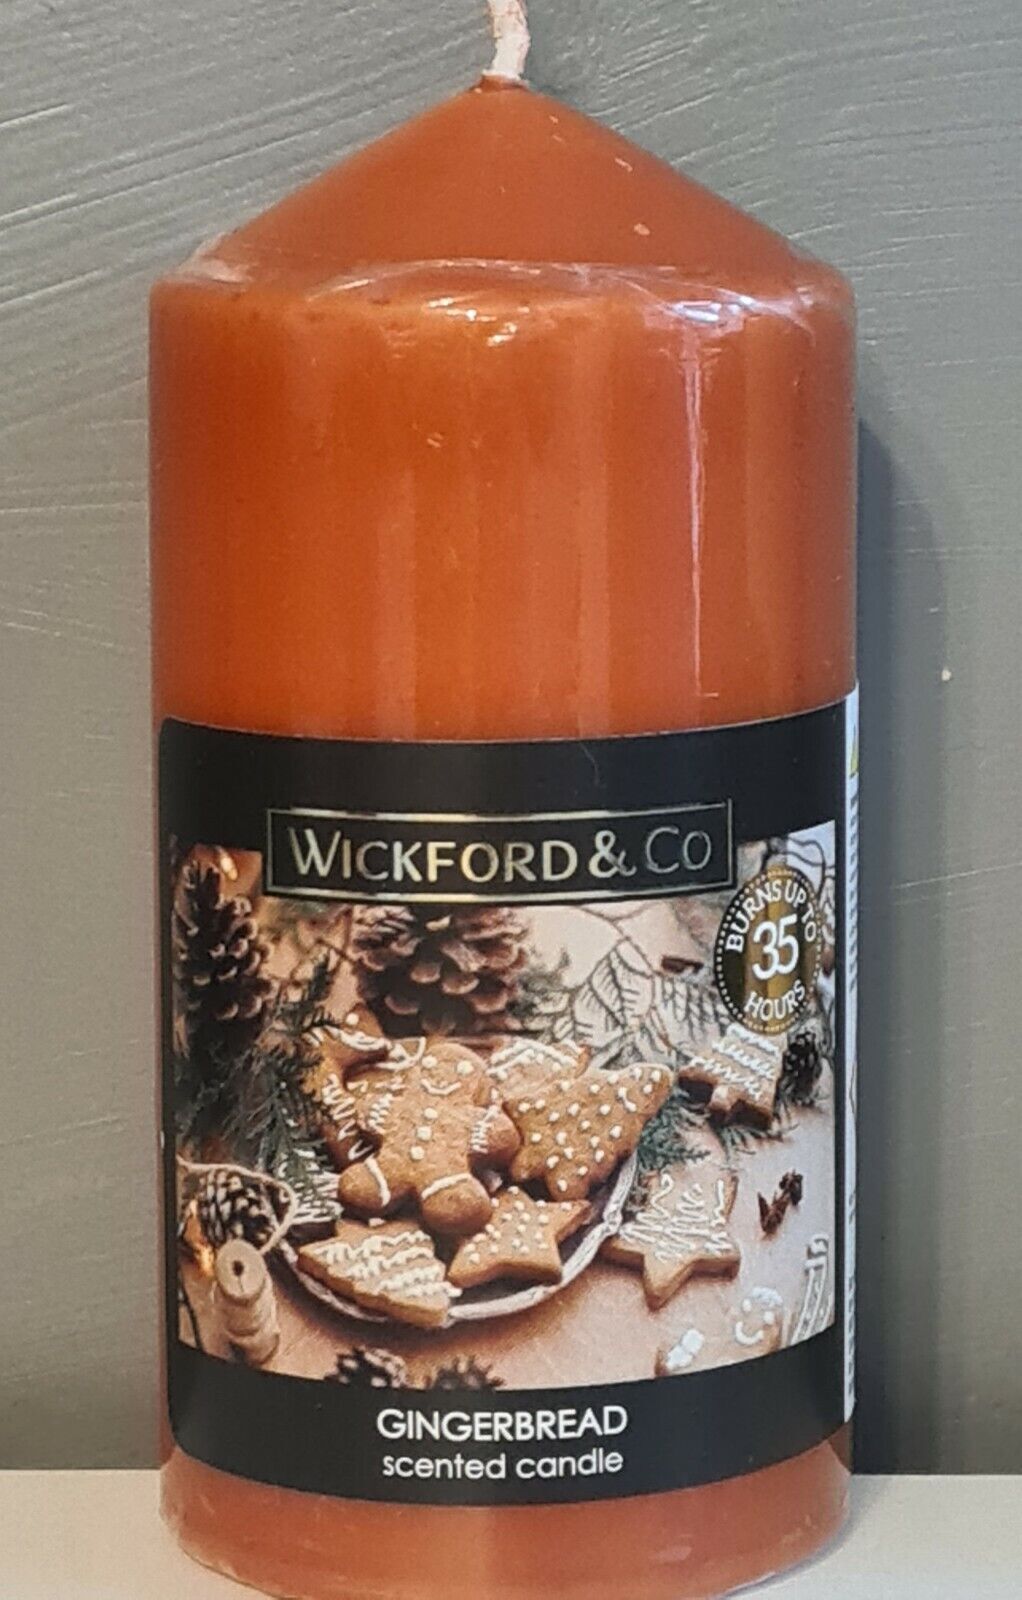 WICKFORD & CO
BURNS UP TO
35
HOURS
GINGERBREAD
scented candle